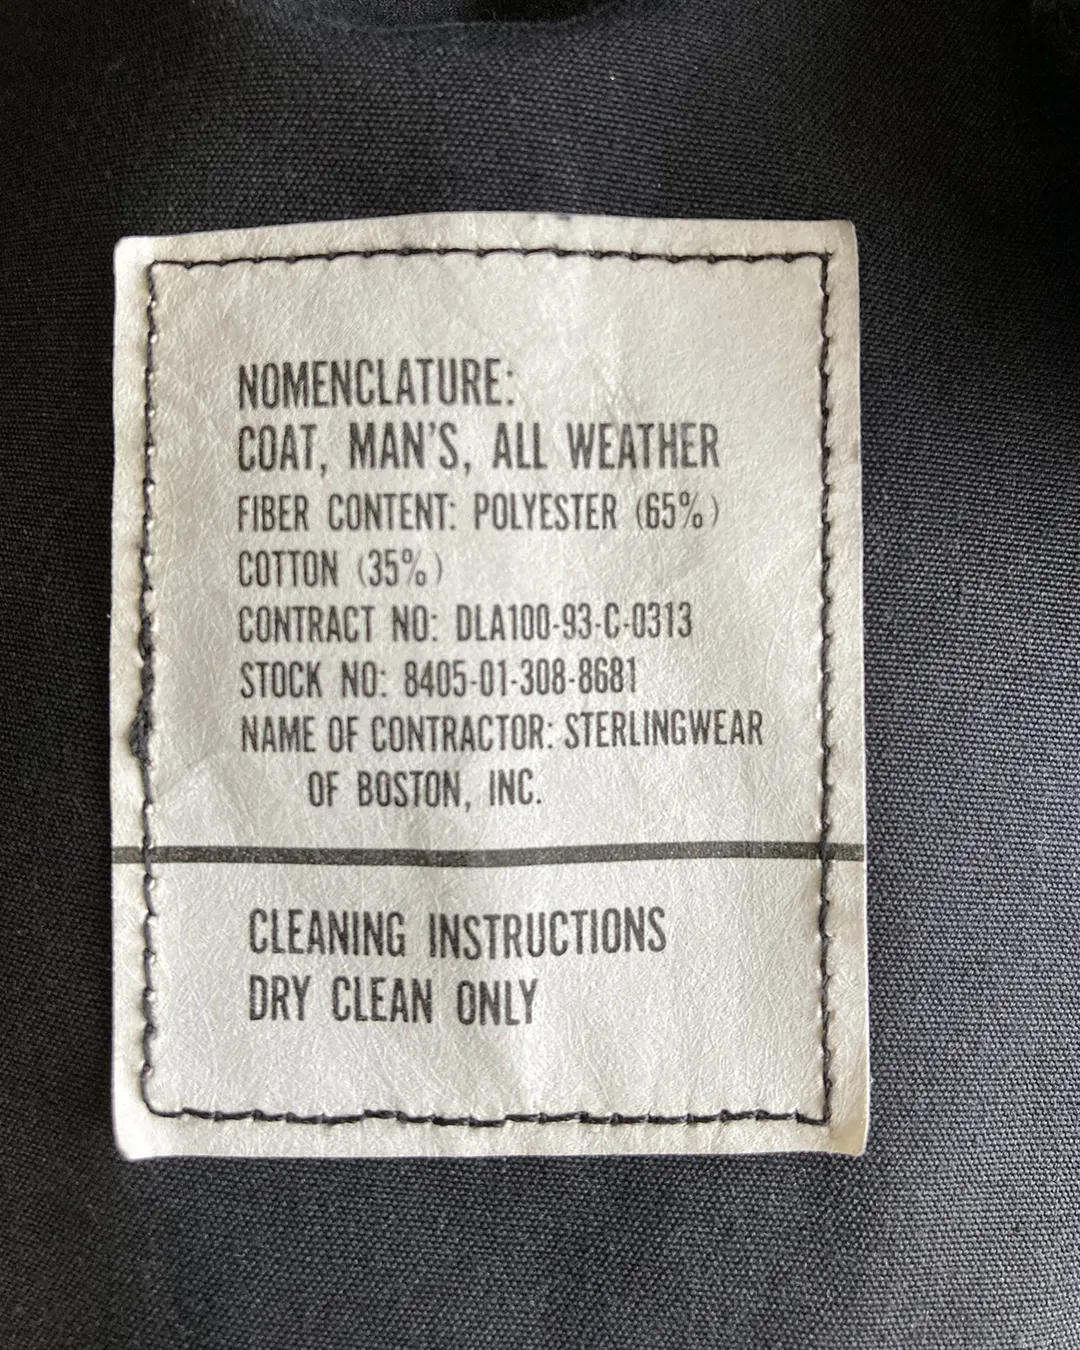 NOMENCLATURE:
COAT, MAN'S, ALL WEATHER
FIBER CONTENT: POLYESTER (65%)
COTTON (35%)
CONTRACT NO: DLA100-93-C-0313
STOCK NO: 8405-01-308-8681
NAME OF CONTRACTOR: STERLINGWEAR
OF BOSTON, INC.
CLEANING INSTRUCTIONS
DRY CLEAN ONLY